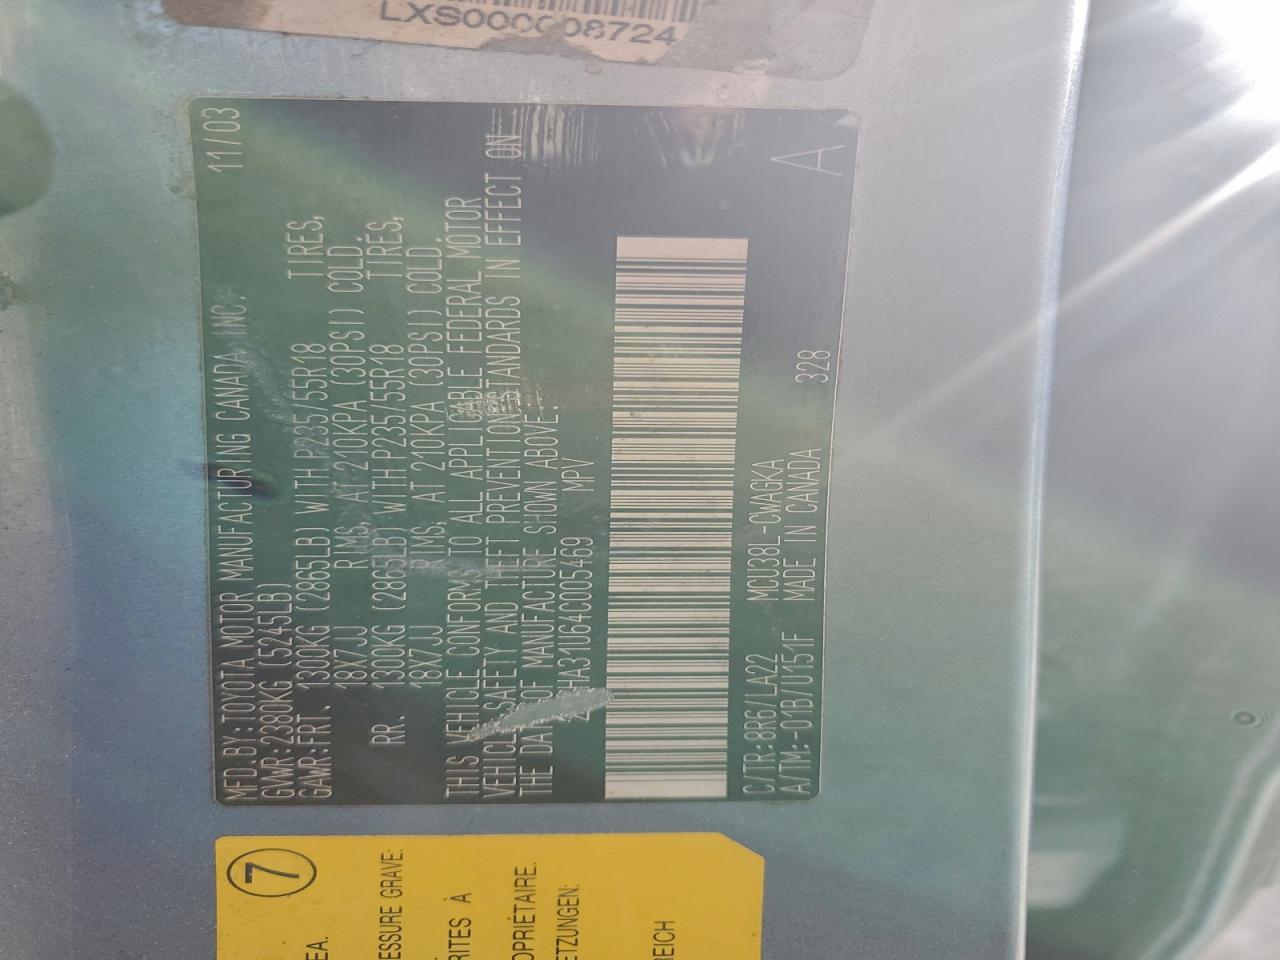 LXS000008724
MFD.BY:TOYOTA MOTOR MANUFACTURING CANADA INC. 11/03
GVWR:2380KG (5245LB)
GAWR:FRT. 1300KG (2865LB) WITH P235/55R18 TIRES,
18X7JJ RIMS, AT 210KPA (30PSI) COLD.
RR. 1300KG (2865LB) WITH P235/55R18 TIRES,
18X7JJ RIMS, AT 210KPA (30PSI) COLD.
THIS VEHICLE CONFORMS TO ALL APPLICABLE FEDERAL MOTOR
VEHICLE SAFETY AND THEFT PREVENTION STANDARDS IN EFFECT ON
THE DATE OF MANUFACTURE SHOWN ABOVE.
HA31U64C005469 MPV
C/TR:8R6/LA22 MCU38L-CWAGKA
A/TM:-01B/U151F MADE IN CANADA 328 A
7
EA.
ESSURE GRAVE:
RITES À
OPRIÉTAIRE.
ETZUNGEN:
REICH